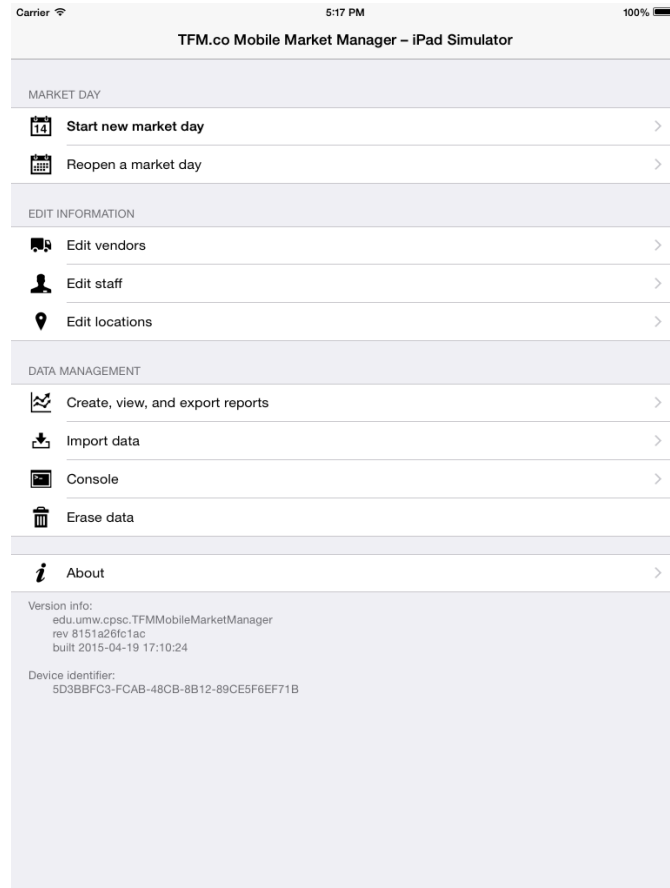 Carrier 5:17 PM 100%
TFM.co Mobile Market Manager – iPad Simulator
MARKET DAY
14 Start new market day
Reopen a market day
EDIT INFORMATION
Edit vendors
Edit staff
Edit locations
DATA MANAGEMENT
Create, view, and export reports
Import data
Console
Erase data
About
Version info:
edu.umw.cpsc.TFMMobileMarketManager
rev 8151a26fc1ac
built 2015-04-19 17:10:24
Device identifier:
5D3BBFC3-FCAB-48CB-8B12-89CE5F6EF71B